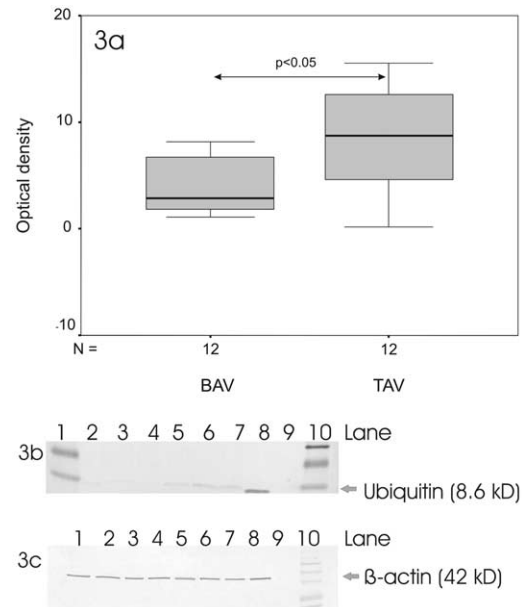 20
3a
p<0.05
10
Optical density
0
-10
N = 12 12
BAV TAV
1 2 3 4 5 6 7 8 9 10 Lane
3b
Ubiquitin (8.6 kD)
1 2 3 4 5 6 7 8 9 10 Lane
3c
ß-actin (42 kD)